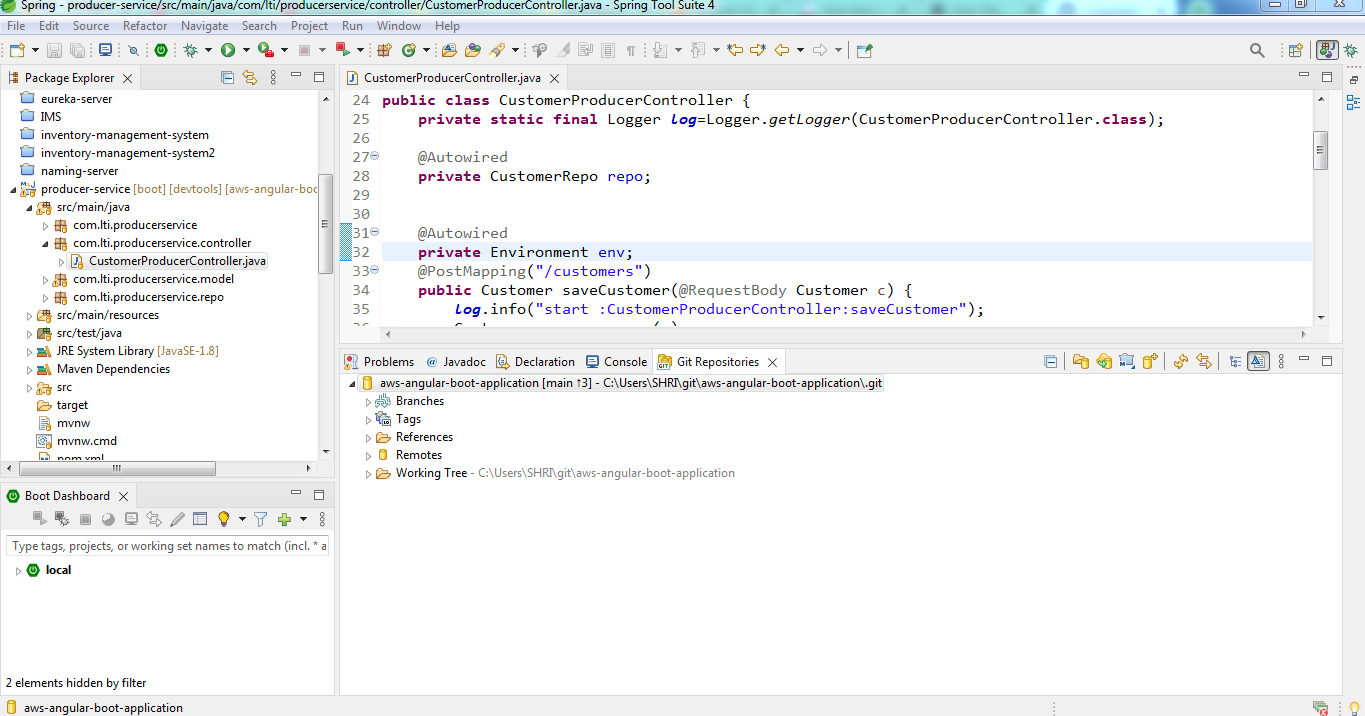 Spring - producer-service/src/main/java/com/lti/producerservice/controller/CustomerProducerController.java - Spring Tool Suite 4
File Edit Source Refactor Navigate Search Project Run Window Help
Package Explorer
eureka-server
IMS
inventory-management-system
inventory-management-system2
naming-server
producer-service [boot] [devtools] [aws-angular-boo
src/main/java
com.lti.producerservice
com.lti.producerservice.controller
CustomerProducerController.java
com.lti.producerservice.model
com.lti.producerservice.repo
src/main/resources
src/test/java
JRE System Library [JavaSE-1.8]
Maven Dependencies
src
target
mvnw
mvnw.cmd
pom.xml
Boot Dashboard
Type tags, projects, or working set names to match (incl. * a
local
2 elements hidden by filter
CustomerProducerController.java
24 public class CustomerProducerController {
25 private static final Logger log=Logger.getLogger(CustomerProducerController.class);
26
27 @Autowired
28 private CustomerRepo repo;
29
30
31 @Autowired
32 private Environment env;
33 @PostMapping("/customers")
34 public Customer saveCustomer(@RequestBody Customer c) {
35 log.info("start :CustomerProducerController:saveCustomer");
Problems @ Javadoc Declaration Console Git Repositories
aws-angular-boot-application [main ↑3] - C:\Users\SHRI\git\aws-angular-boot-application\.git
Branches
Tags
References
Remotes
Working Tree - C:\Users\SHRI\git\aws-angular-boot-application
aws-angular-boot-application